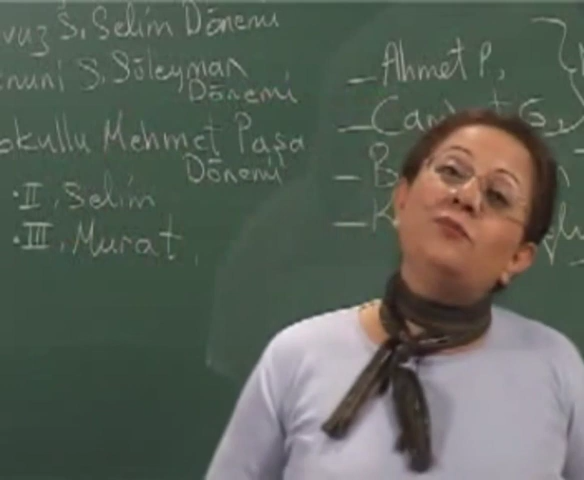 vuz S. Selim Dönemi
nuni S. Süleyman
Dönemi
okullu Mehmet Paşa
Dönemi
·II. Selim
·III. Murat
– Ahmet P.
– G.